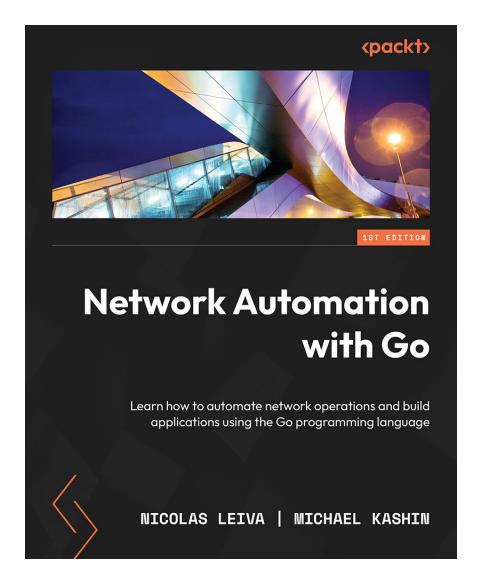 <packt>
1ST EDITION
Network Automation
with Go
Learn how to automate network operations and build
applications using the Go programming language
NICOLAS LEIVA | MICHAEL KASHIN